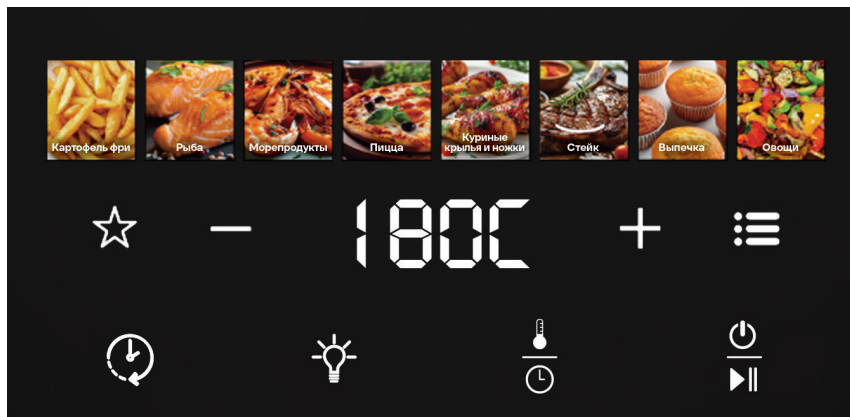 Картофель фри
Рыба
Морепродукты
Пицца
Куриные
крылья и ножки
Стейк
Выпечка
Овощи
180C